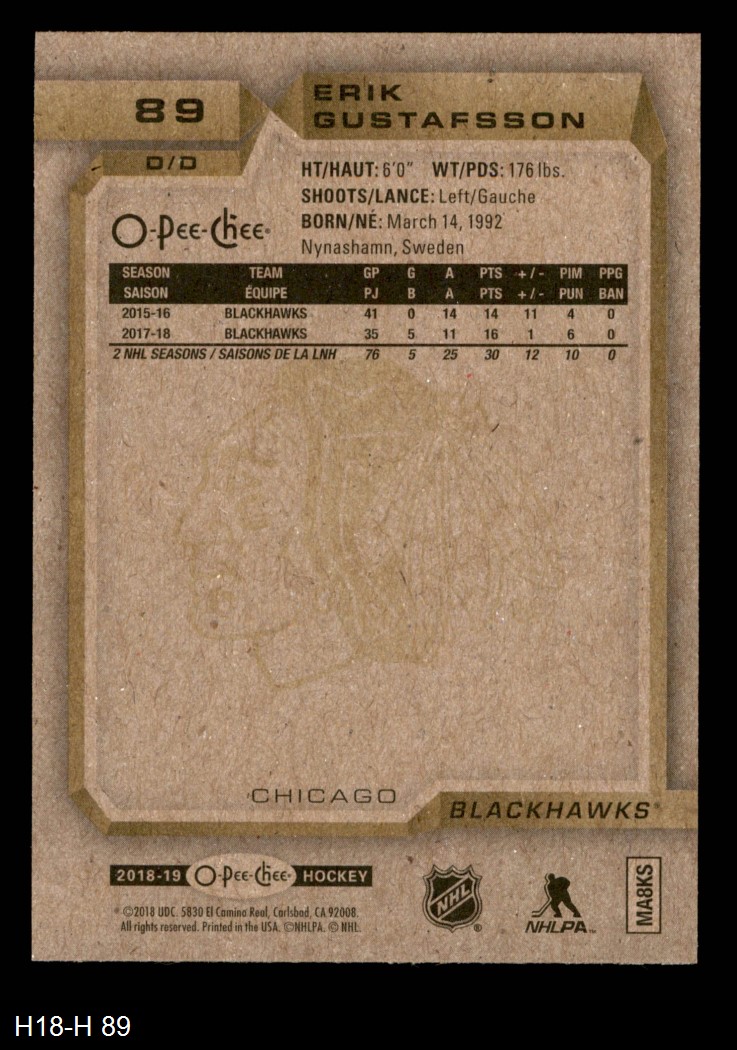 89
ERIK
GUSTAFSSON
D/D
HT/HAUT: 6'0" WT/PDS: 176 lbs.
SHOOTS/LANCE: Left/Gauche
BORN/NÉ: March 14, 1992
Nynashamn, Sweden
O-Pee-Chee
SEASON TEAM GP G A PTS + / - PIM PPG
SAISON ÉQUIPE PJ B A PTS + / - PUN BAN
2015-16 BLACKHAWKS 41 0 14 14 11 4 0
2017-18 BLACKHAWKS 35 5 11 16 1 6 0
2 NHL SEASONS / SAISONS DE LA LNH 76 5 25 30 12 10 0
CHICAGO
BLACKHAWKS
2018-19 O-Pee-Chee HOCKEY
* ©2018 UDC. 5830 El Camino Real, Carlsbad, CA 92008.
All rights reserved. Printed in the USA. ©NHLPA. © NHL.
NHL ®
NHLPA™
MA8KS
H18-H 89